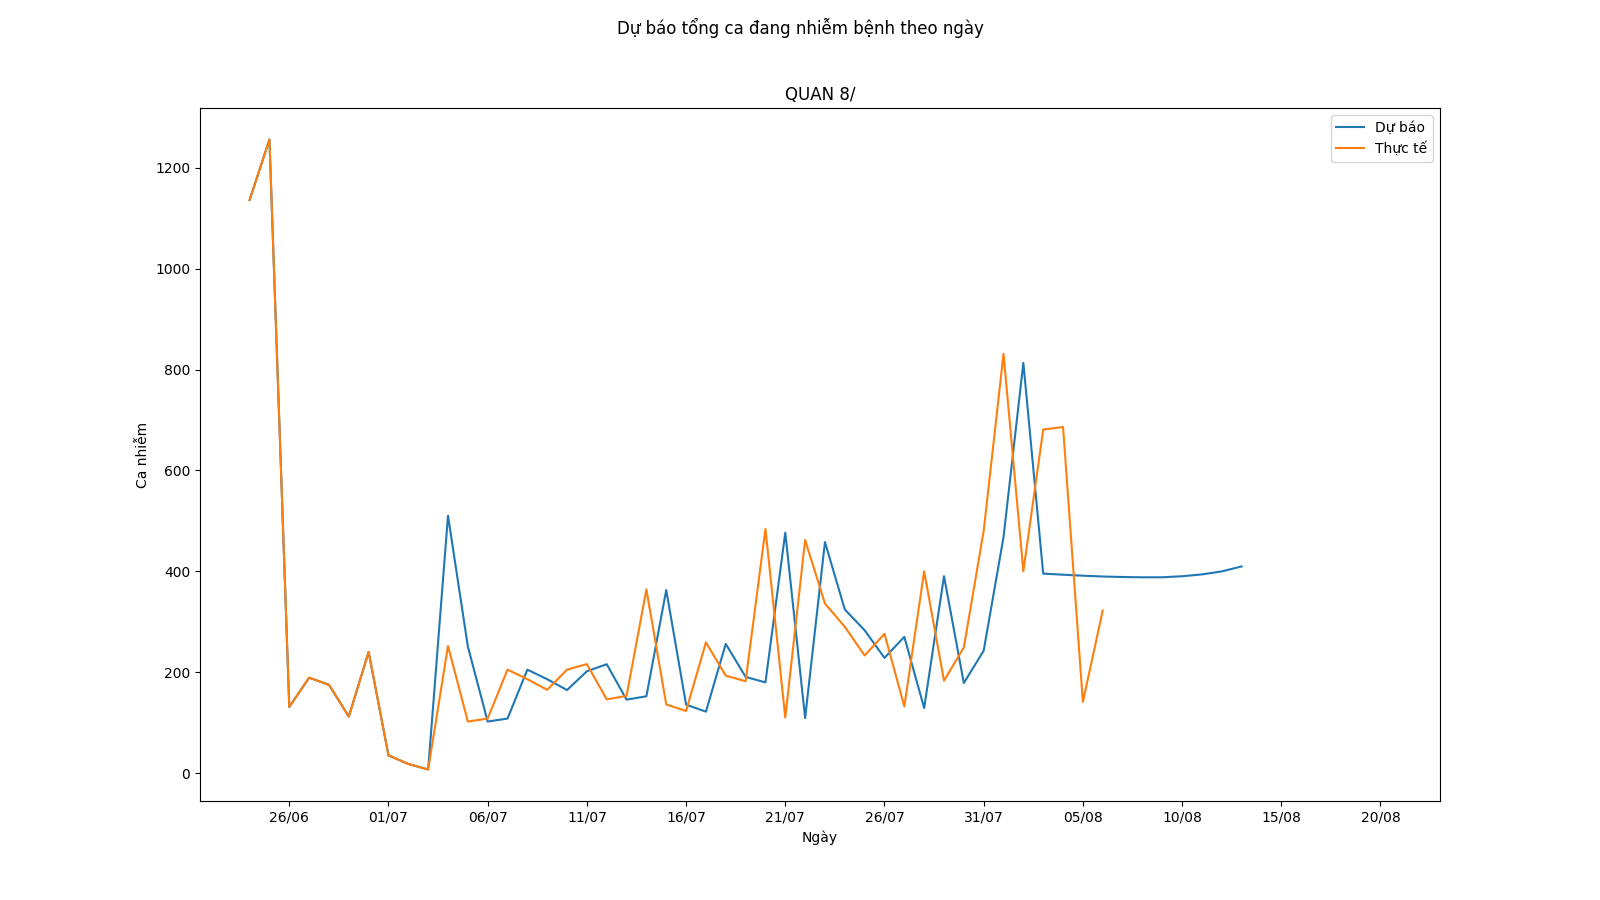 Dự báo tổng ca đang nhiễm bệnh theo ngày
QUAN 8/
Dự báo
Thực tế
1200
1000
800
600
400
200
0
Ca nhiễm
26/06 01/07 06/07 11/07 16/07 21/07 26/07 31/07 05/08 10/08 15/08 20/08
Ngày